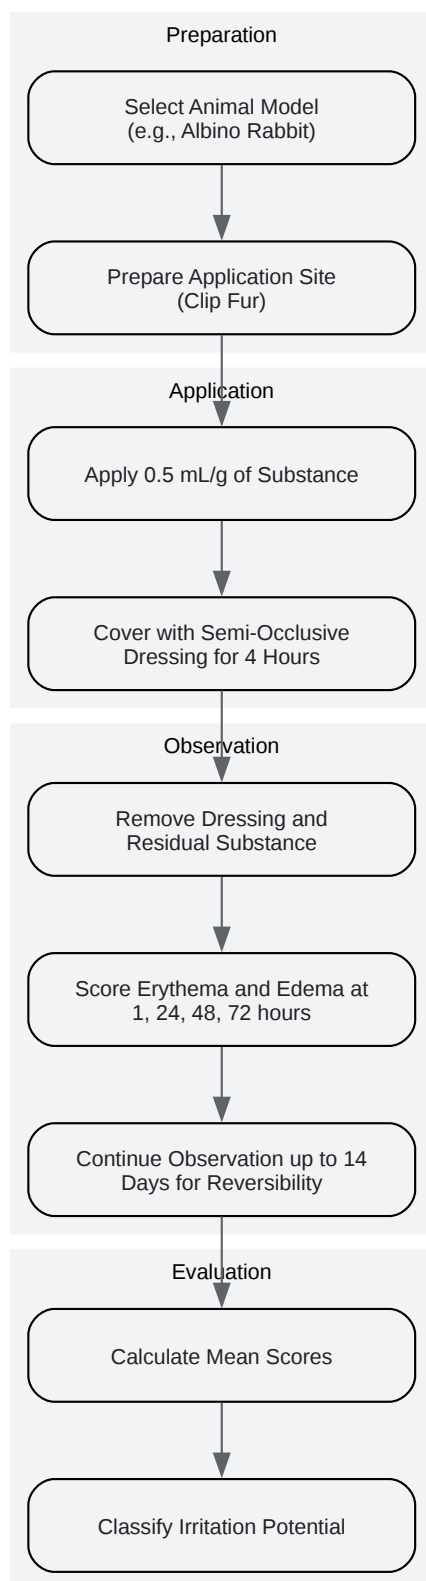 Preparation
Select Animal Model
(e.g., Albino Rabbit)
Prepare Application Site
(Clip Fur)
Application
Apply 0.5 mL/g of Substance
Cover with Semi-Occlusive
Dressing for 4 Hours
Observation
Remove Dressing and
Residual Substance
Score Erythema and Edema at
1, 24, 48, 72 hours
Continue Observation up to 14
Days for Reversibility
Evaluation
Calculate Mean Scores
Classify Irritation Potential